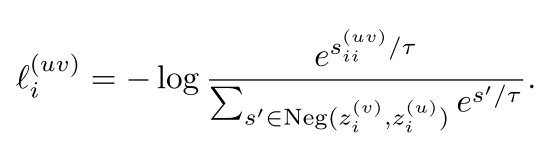 \ell_i^{(uv)} = -\log \frac{e^{s_{ii}^{(uv)}/\tau}}{\sum_{s' \in \mathrm{Neg}(z_i^{(v)}, z_i^{(u)})} e^{s'/\tau}}.